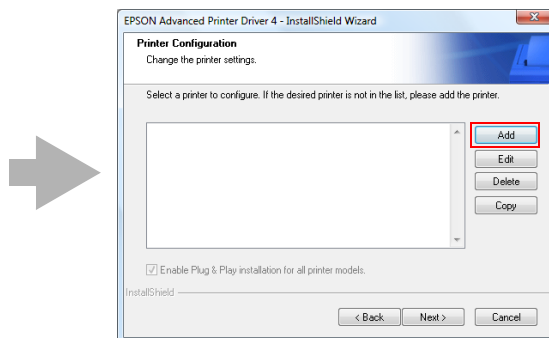 EPSON Advanced Printer Driver 4 - InstallShield Wizard
Printer Configuration
Change the printer settings.
Select a printer to configure. If the desired printer is not in the list, please add the printer.
Add
Edit
Delete
Copy
Enable Plug & Play installation for all printer models.
InstallShield
< Back
Next >
Cancel